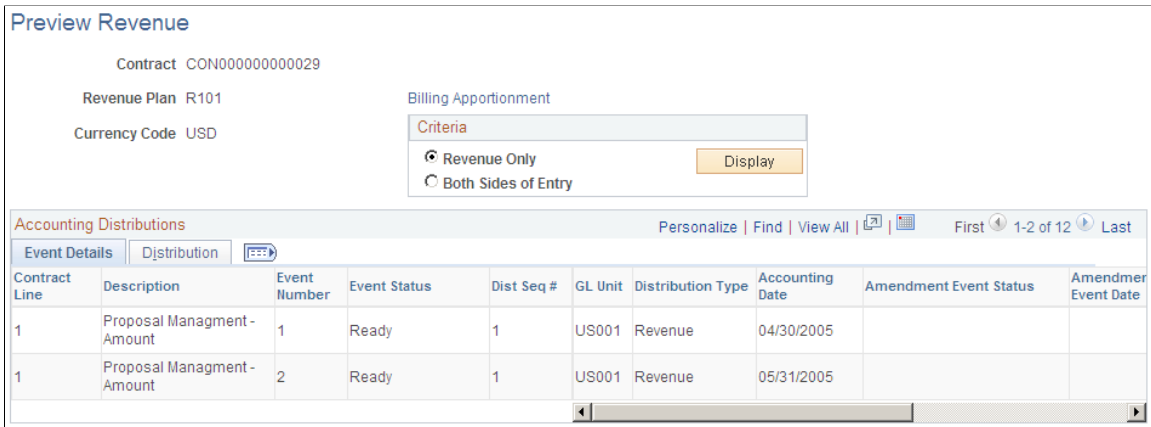 Preview Revenue
Contract CON000000000029
Revenue Plan R101 Billing Apportionment
Currency Code USD
Criteria
Revenue Only Display
Both Sides of Entry
Accounting Distributions Personalize | Find | View All | | First 1-2 of 12 Last
Event Details Distribution
Contract Line Description Event Number Event Status Dist Seq # GL Unit Distribution Type Accounting Date Amendment Event Status Amendmer Event Date
1 Proposal Managment - Amount 1 Ready 1 US001 Revenue 04/30/2005
1 Proposal Managment - Amount 2 Ready 1 US001 Revenue 05/31/2005